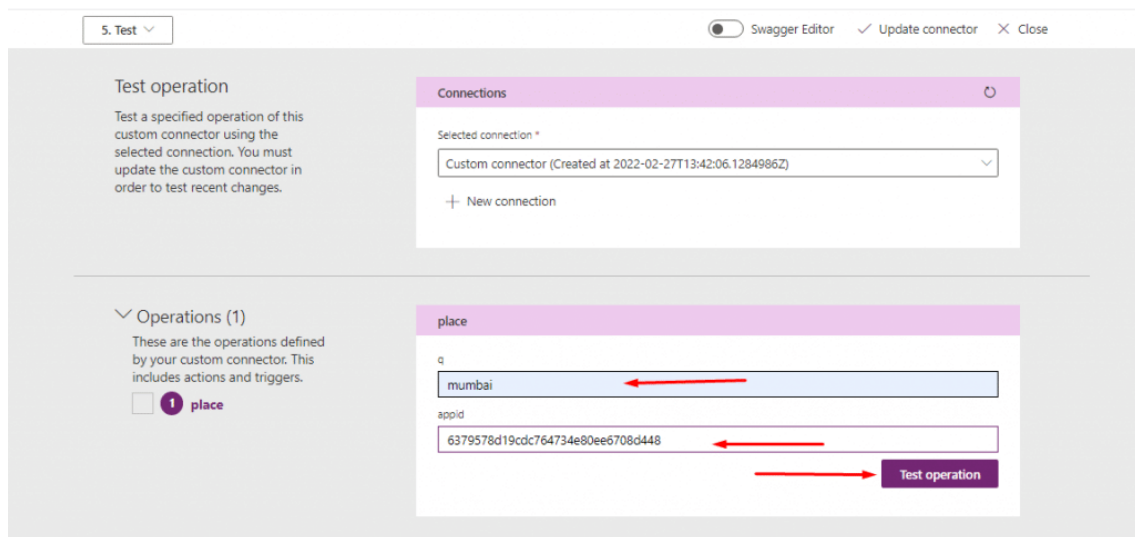 5. Test
Swagger Editor
Update connector
Close
Test operation
Test a specified operation of this
custom connector using the
selected connection. You must
update the custom connector in
order to test recent changes.
Connections
Selected connection *
Custom connector (Created at 2022-02-27T13:42:06.1284986Z)
New connection
Operations (1)
These are the operations defined
by your custom connector. This
includes actions and triggers.
1 place
place
q
mumbai
appid
6379578d19cdc764734e80ee6708d448
Test operation